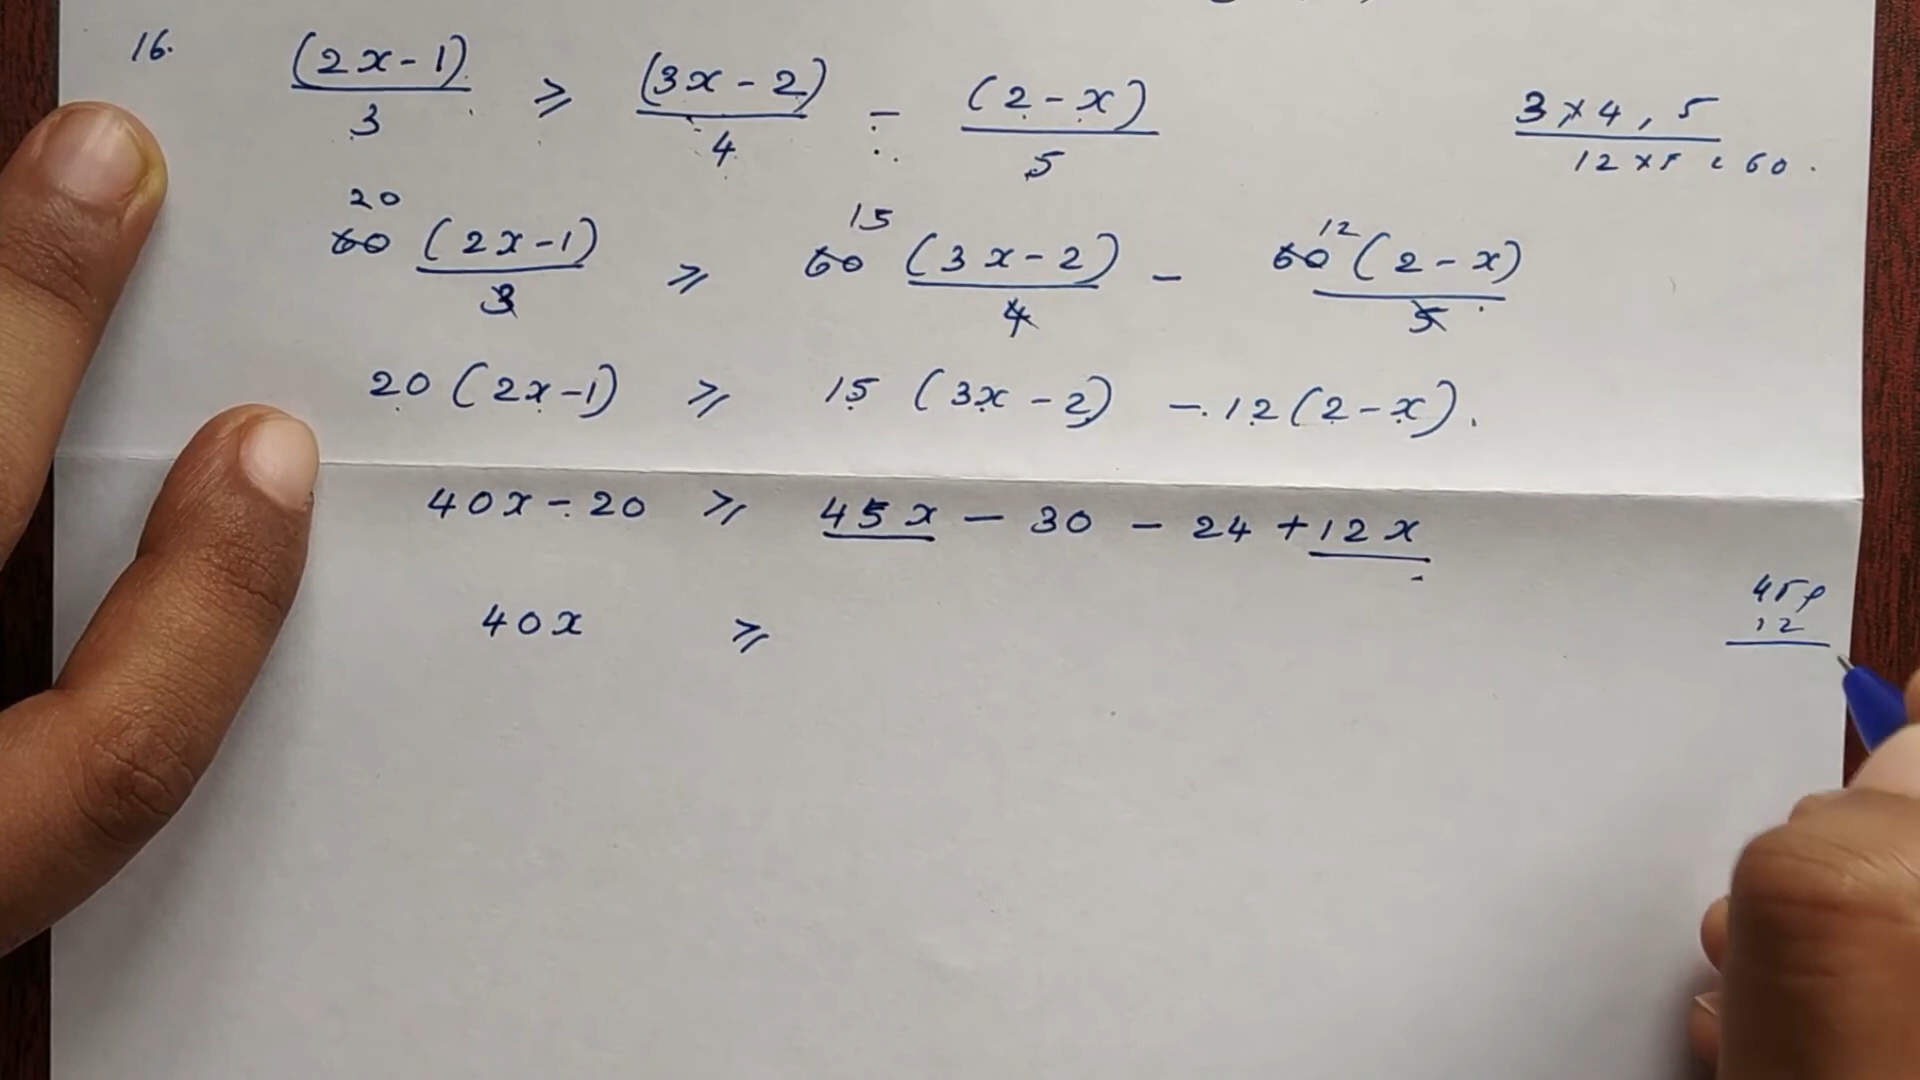 16. (2x-1)/3 ⩾ (3x-2)/4 - (2-x)/5
3 x 4, 5
12 x 5 = 60.
20 15 12
60 (2x-1)/3 ⩾ 60 (3x-2)/4 - 60 (2-x)/5
20 (2x-1) ⩾ 15 (3x-2) - 12 (2-x).
40x - 20 ⩾ 45x - 30 - 24 + 12x
40x ⩾
45
12